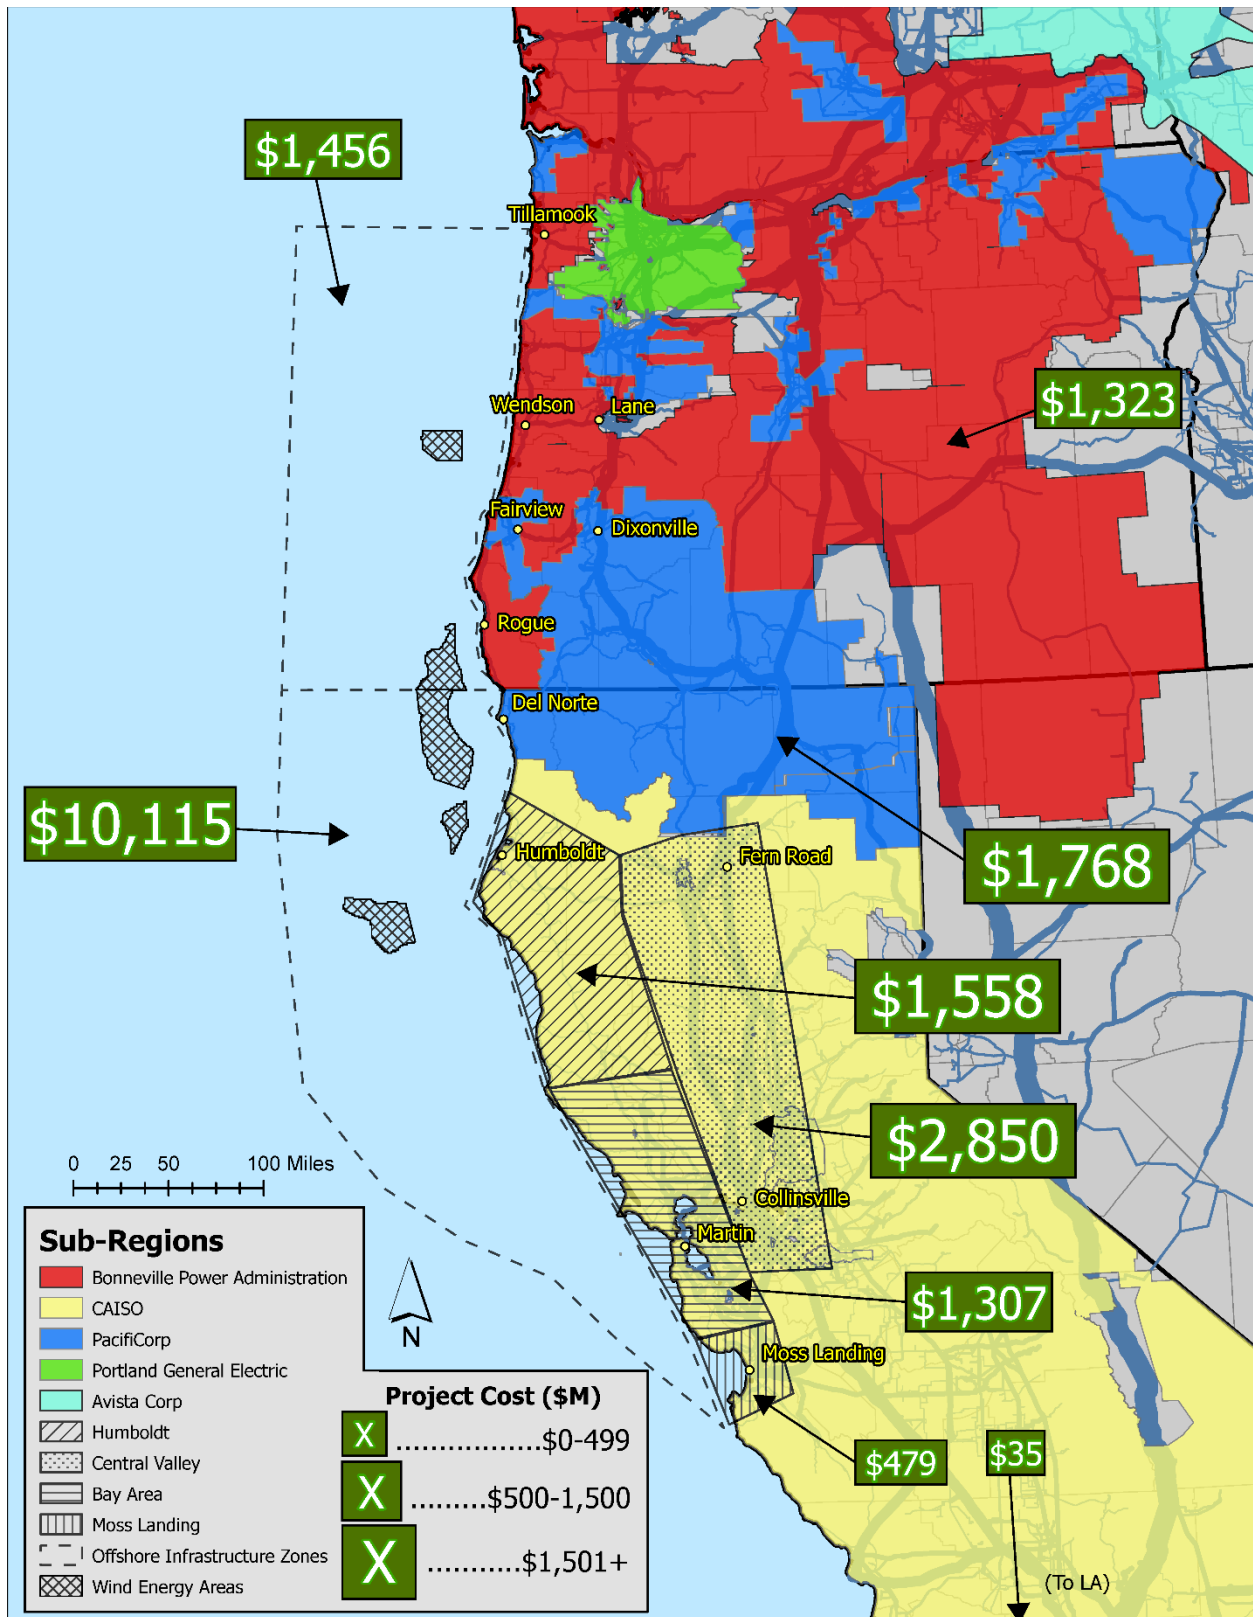 $1,456
Tillamook
$1,323
Wendson
Lane
Fairview
Dixonville
Rogue
Del Norte
$10,115
Humboldt
Fern Road
$1,768
$1,558
$2,850
0 25 50 100 Miles
Collinsville
Martin
$1,307
Moss Landing
$479
$35
(To LA)
N
Sub-Regions
Bonneville Power Administration
CAISO
PacifiCorp
Portland General Electric
Avista Corp
Humboldt
Central Valley
Bay Area
Moss Landing
Offshore Infrastructure Zones
Wind Energy Areas
Project Cost ($M)
X .................$0-499
X .........$500-1,500
X ...........$1,501+